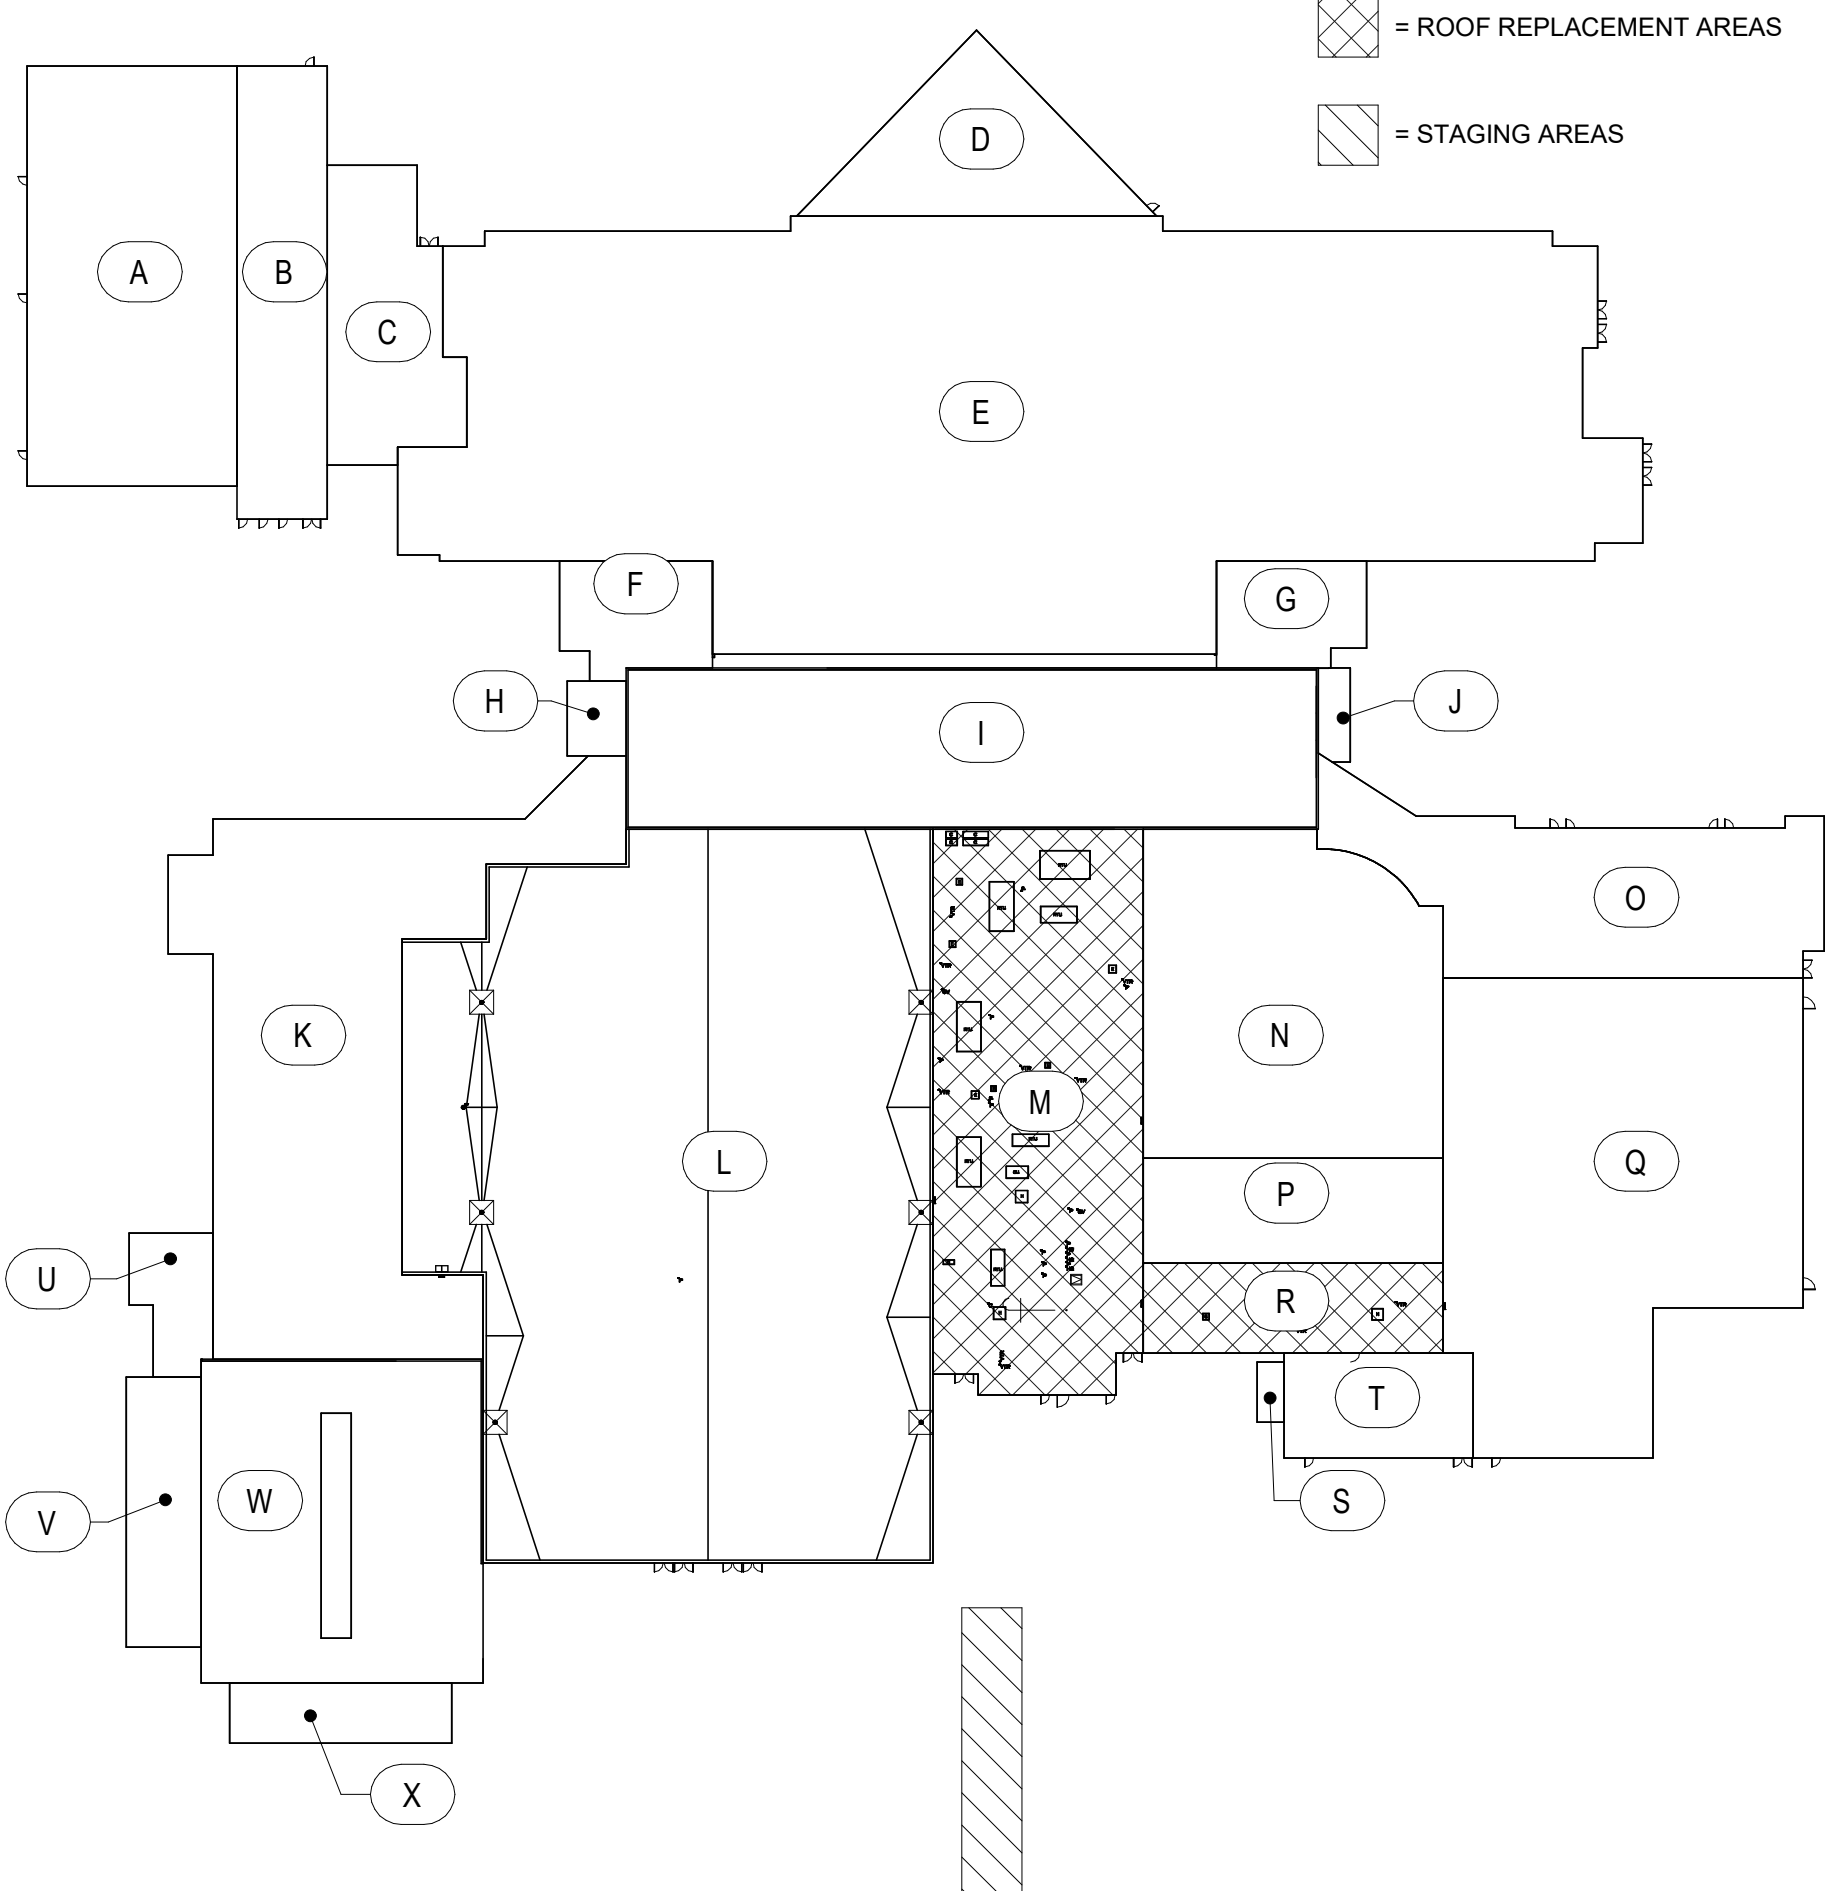 = ROOF REPLACEMENT AREAS
= STAGING AREAS
D
A
B
C
E
F
G
H
I
J
K
L
M
N
O
P
Q
R
S
T
U
V
W
X